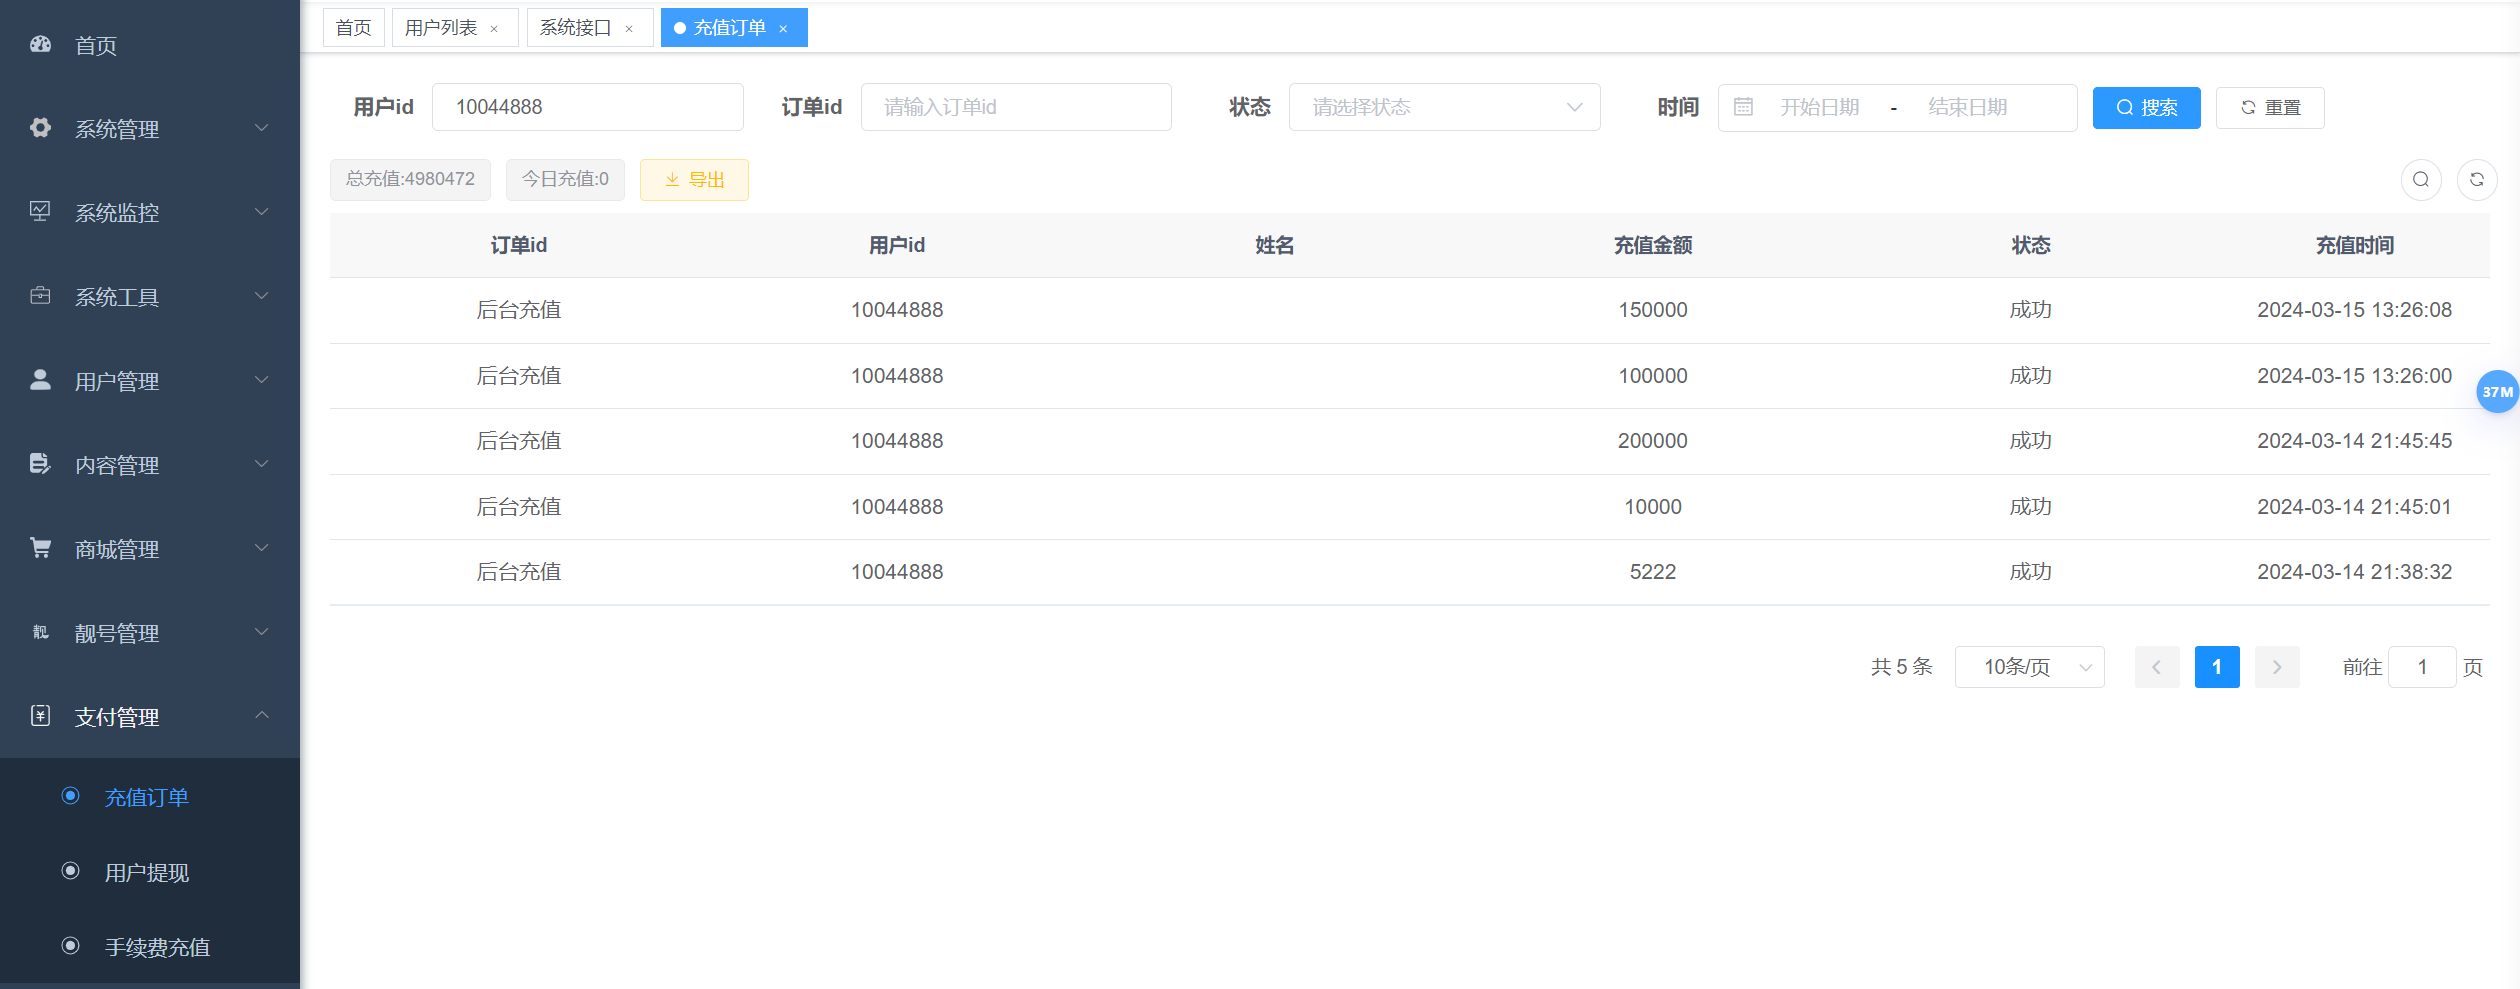 首页
系统管理
系统监控
系统工具
用户管理
内容管理
商城管理
靓
靓号管理
支付管理
充值订单
用户提现
手续费充值
首页 用户列表 × 系统接口 × 充值订单 ×
用户id 10044888 订单id 请输入订单id 状态 请选择状态 时间 开始日期 - 结束日期 搜索 重置
总充值:4980472 今日充值:0 导出
订单id 用户id 姓名 充值金额 状态 充值时间
后台充值 10044888 150000 成功 2024-03-15 13:26:08
后台充值 10044888 100000 成功 2024-03-15 13:26:00
37M
后台充值 10044888 200000 成功 2024-03-14 21:45:45
后台充值 10044888 10000 成功 2024-03-14 21:45:01
后台充值 10044888 5222 成功 2024-03-14 21:38:32
共 5 条 10条/页 1 前往 1 页